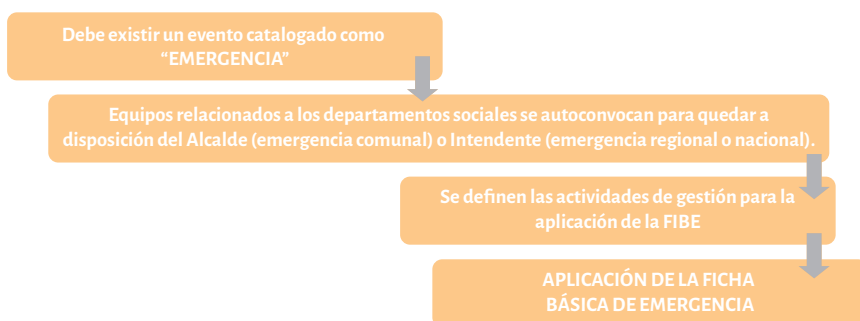 Debe existir un evento catalogado como
“EMERGENCIA”
Equipos relacionados a los departamentos sociales se autoconvocan para quedar a
disposición del Alcalde (emergencia comunal) o Intendente (emergencia regional o nacional).
Se definen las actividades de gestión para la
aplicación de la FIBE
APLICACIÓN DE LA FICHA
BÁSICA DE EMERGENCIA